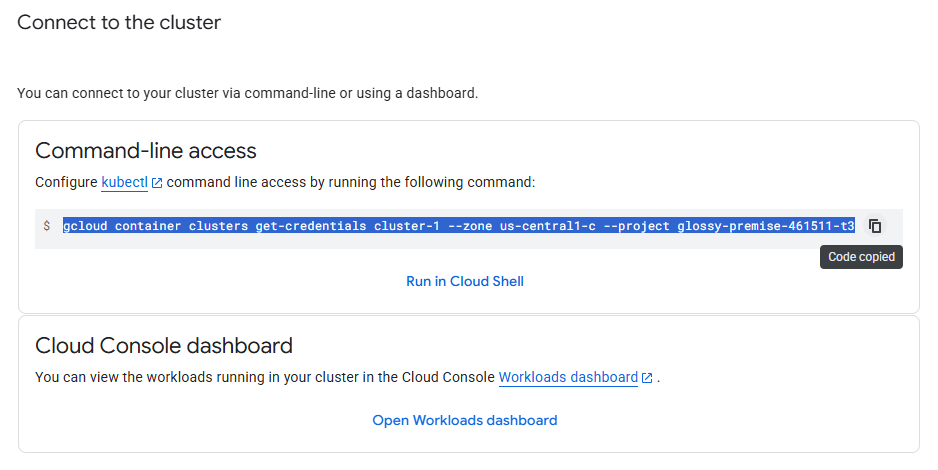 Connect to the cluster
You can connect to your cluster via command-line or using a dashboard.
Command-line access
Configure kubectl command line access by running the following command:
$ gcloud container clusters get-credentials cluster-1 --zone us-central1-c --project glossy-premise-461511-t3
Code copied
Run in Cloud Shell
Cloud Console dashboard
You can view the workloads running in your cluster in the Cloud Console Workloads dashboard .
Open Workloads dashboard